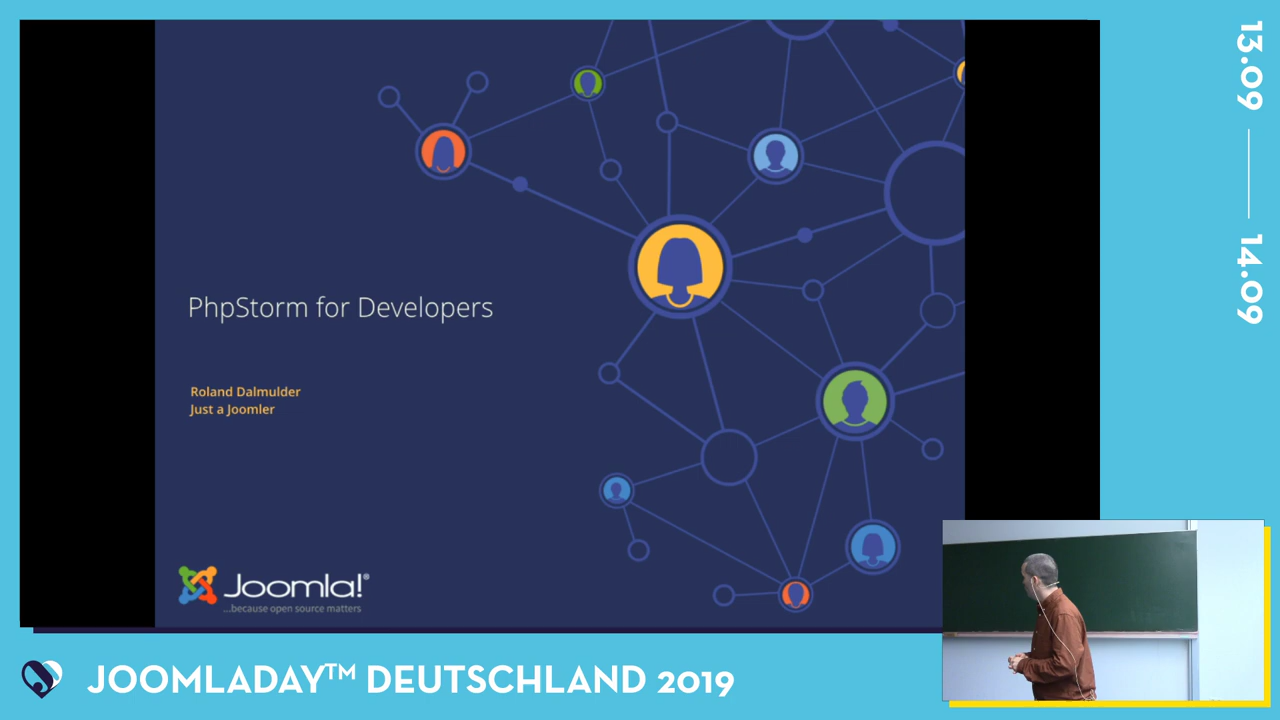 PhpStorm for Developers
Roland Dalmulder
Just a Joomler
Joomla!®
...because open source matters
13.09
14.09
JOOMLADAY™ DEUTSCHLAND 2019